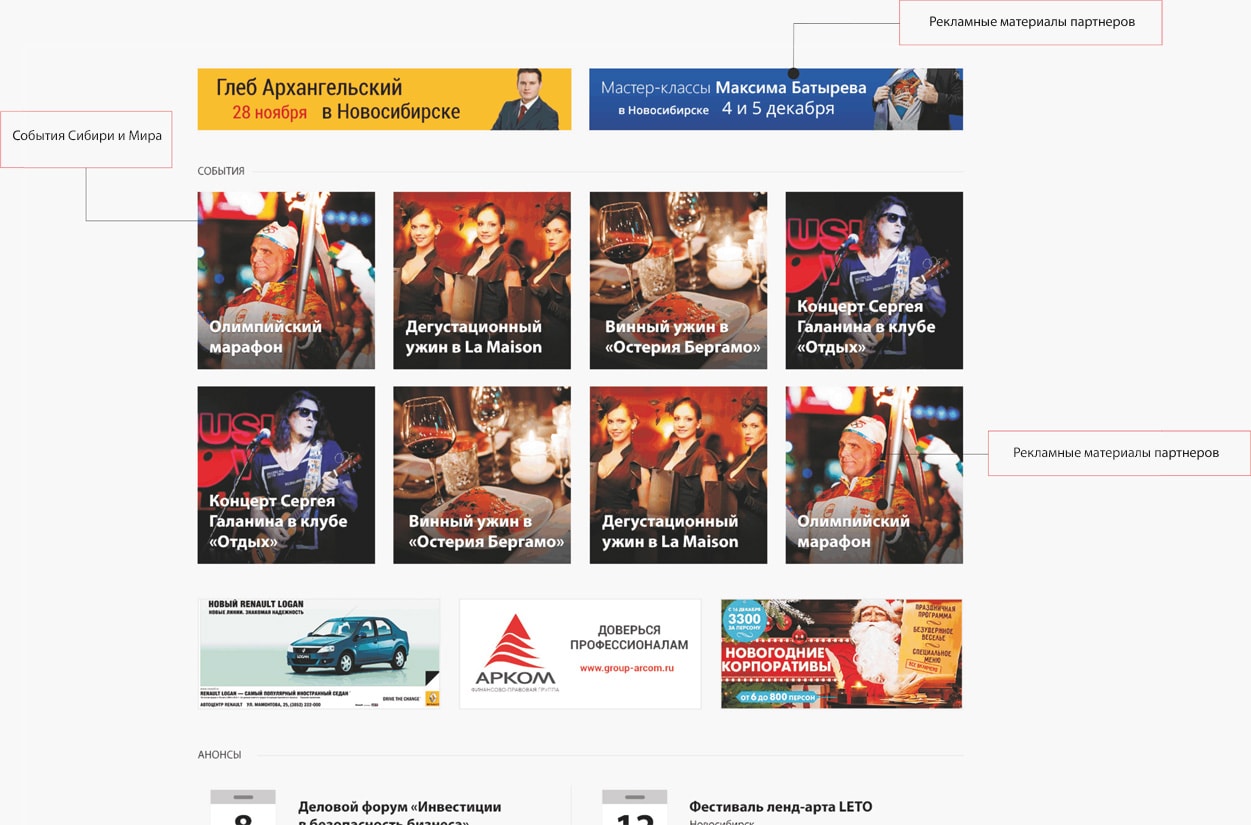 Рекламные материалы партнеров
Глеб Архангельский
28 ноября в Новосибирске
Мастер-классы Максима Батырева
в Новосибирске 4 и 5 декабря
События Сибири и Мира
СОБЫТИЯ
Олимпийский
марафон
Дегустационный
ужин в La Maison
Винный ужин в
«Остерия Бергамо»
USI
Концерт Сергея
Галанина в клубе
«Отдых»
USI
Концерт Сергея
Галанина в клубе
«Отдых»
Винный ужин в
«Остерия Бергамо»
Дегустационный
ужин в La Maison
Олимпийский
марафон
Рекламные материалы партнеров
НОВЫЙ RENAULT LOGAN
НОВЫЕ ЛИНИИ. ЗНАКОМАЯ НАДЕЖНОСТЬ
LOGAN
RENAULT LOGAN — САМЫЙ ПОПУЛЯРНЫЙ ИНОСТРАННЫЙ СЕДАН
DRIVE THE CHANGE
АВТОЦЕНТР RENAULT УЛ. МАМОНТОВА, 25, (3852) 222-000
АРКОМ
ФИНАНСОВО-ПРАВОВАЯ ГРУППА
ДОВЕРЬСЯ
ПРОФЕССИОНАЛАМ
www.group-arcom.ru
С 14 ДЕКАБРЯ
3300
ЗА ПЕРСОНУ
НОВОГОДНИЕ
КОРПОРАТИВЫ
ОТ 6 ДО 800 ПЕРСОН
ПРАЗДНИЧНАЯ
ПРОГРАММА
БЕЗУДЕРЖНОЕ
ВЕСЕЛЬЕ
СПЕЦИАЛЬНОЕ
МЕНЮ
АНОНСЫ
8
Деловой форум «Инвестиции
в безопасность бизнеса»
12
Фестиваль ленд-арта LETO
Новосибирск